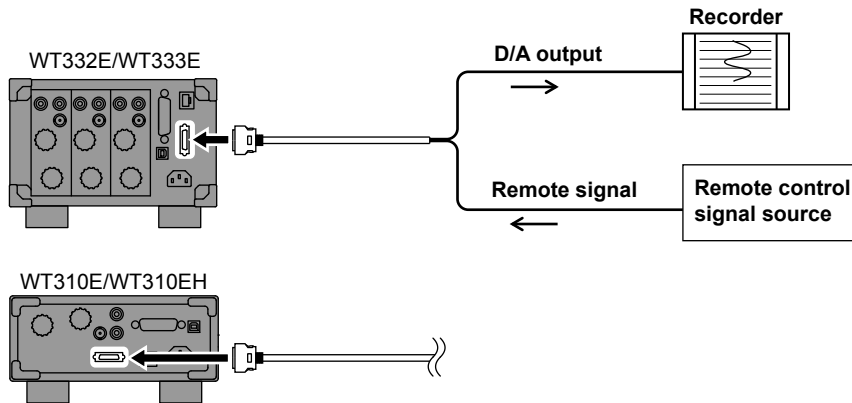 Recorder
D/A output
WT332E/WT333E
Remote signal
Remote control
signal source
WT310E/WT310EH